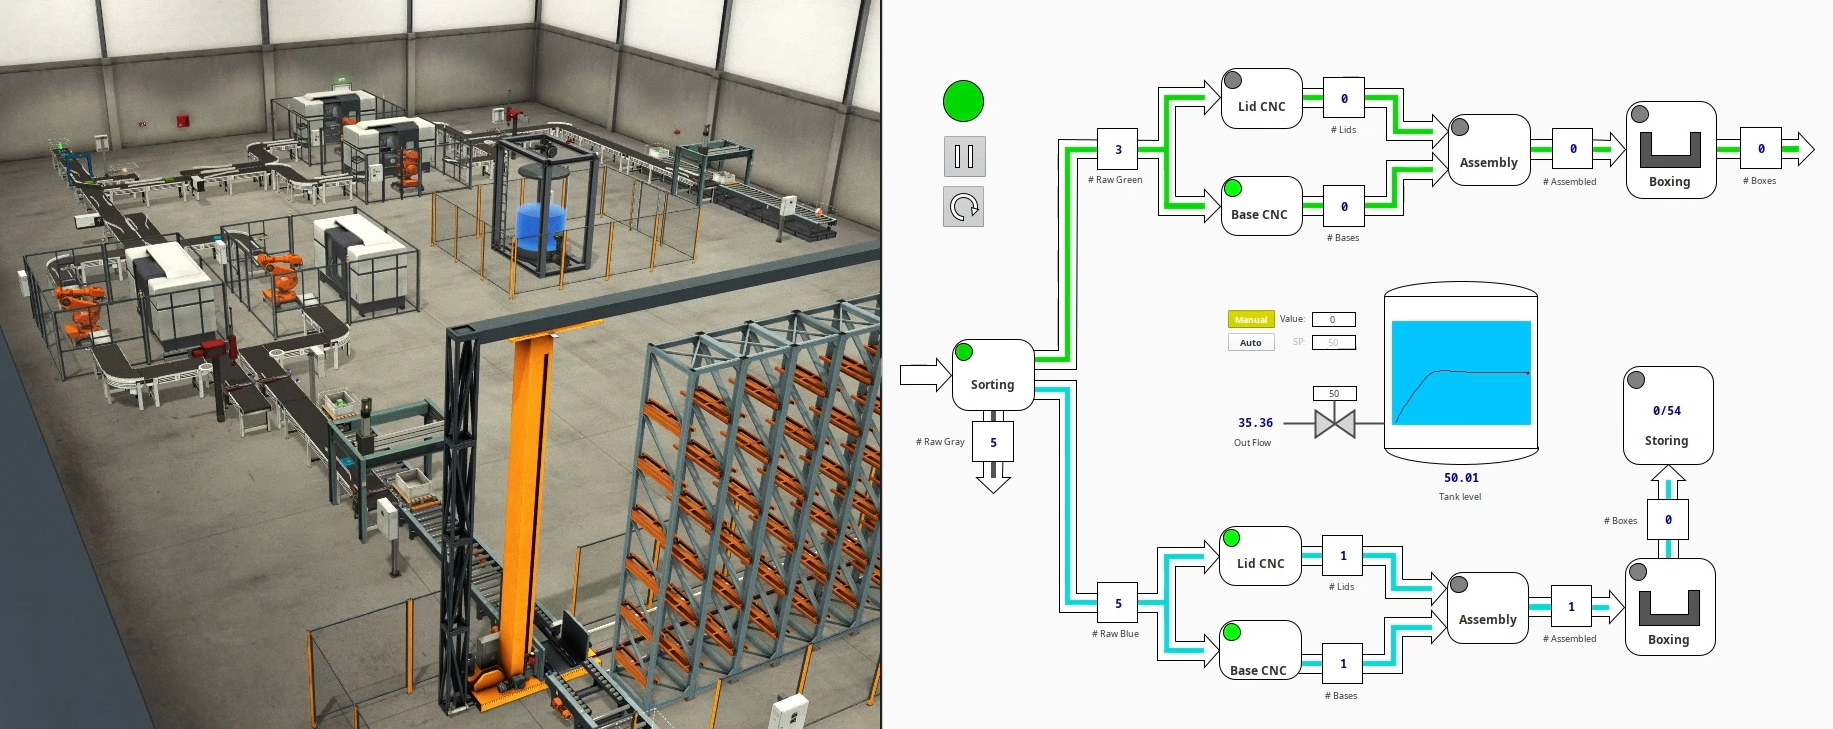 Lid CNC
0
# Lids
3
# Raw Green
Base CNC
0
# Bases
Assembly
0
# Assembled
Boxing
0
# Boxes
Manual
Value:
0
Auto
SP:
50
50
35.36
Out Flow
50.01
Tank level
Sorting
# Raw Gray
5
0/54
Storing
# Boxes
0
Lid CNC
1
# Lids
5
# Raw Blue
Base CNC
1
# Bases
Assembly
1
# Assembled
Boxing